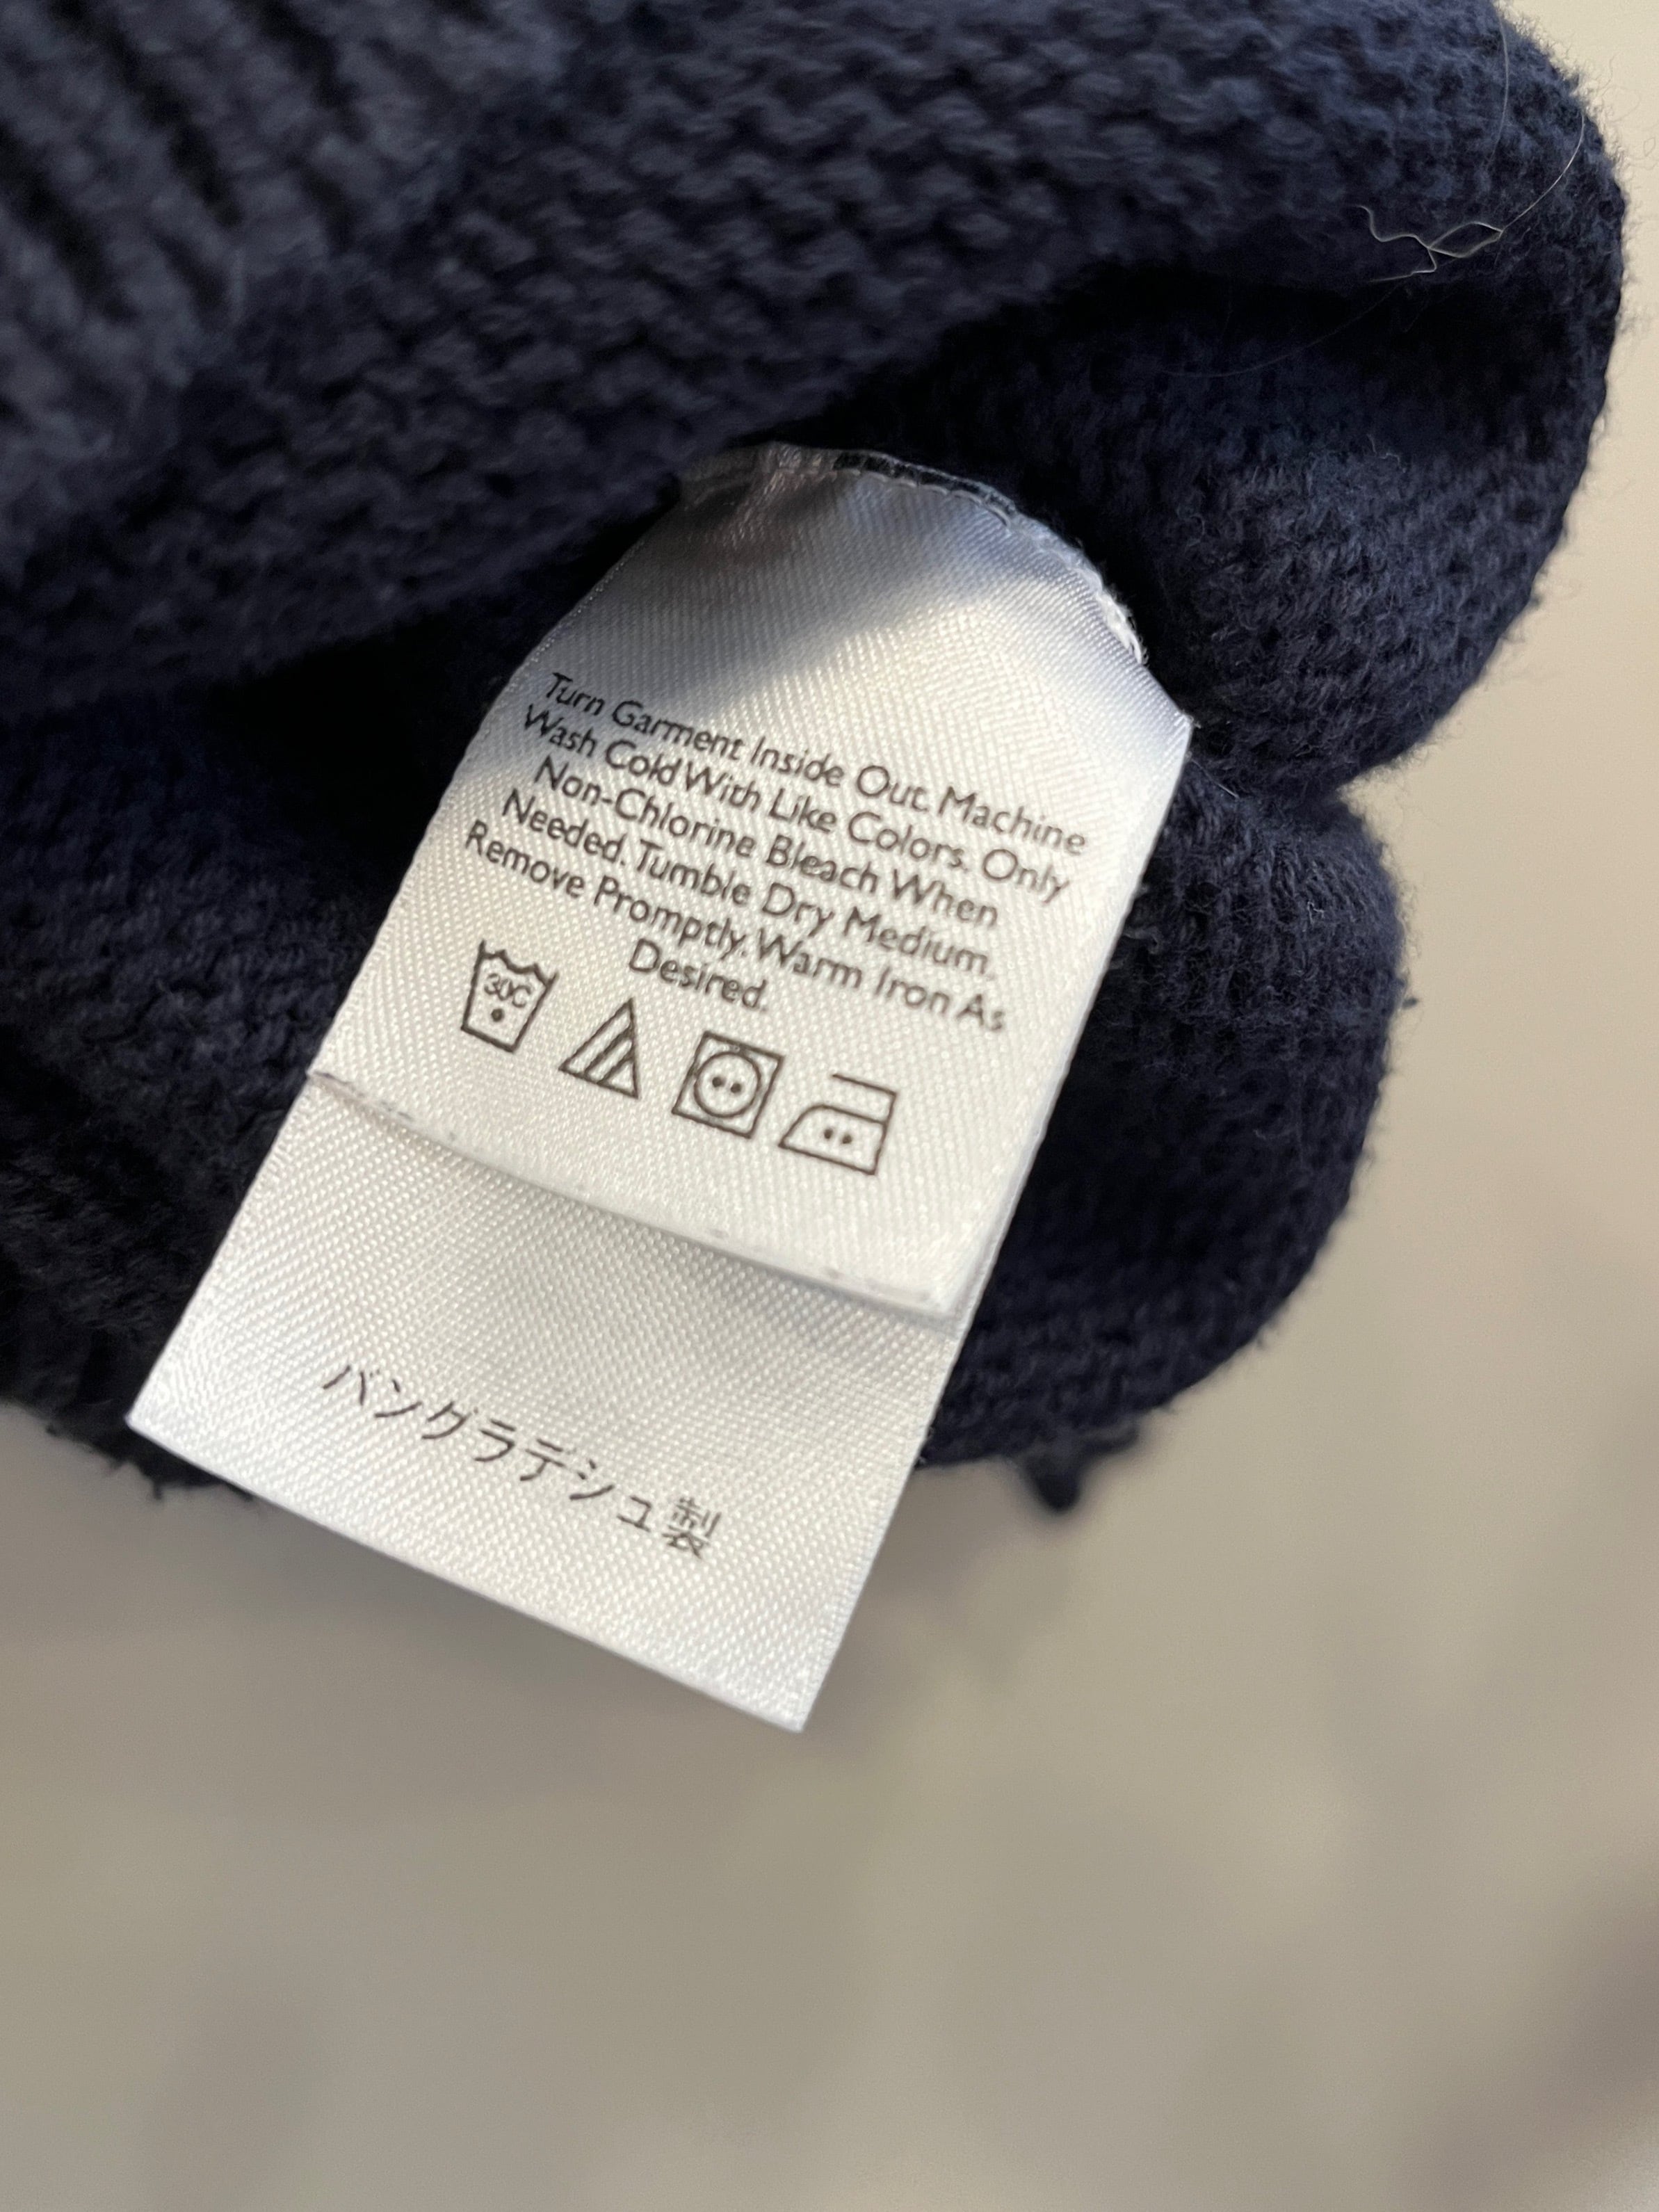 Turn Garment Inside Out. Machine
Wash Cold With Like Colors. Only
Non-Chlorine Bleach When
Needed. Tumble Dry Medium.
Remove Promptly. Warm Iron As
Desired.
30C
バングラデシュ製